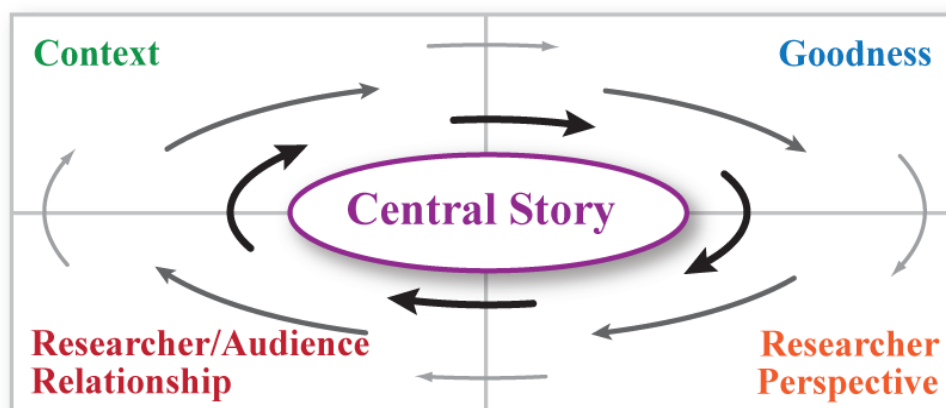 Context
Goodness
Central Story
Researcher/Audience
Relationship
Researcher
Perspective